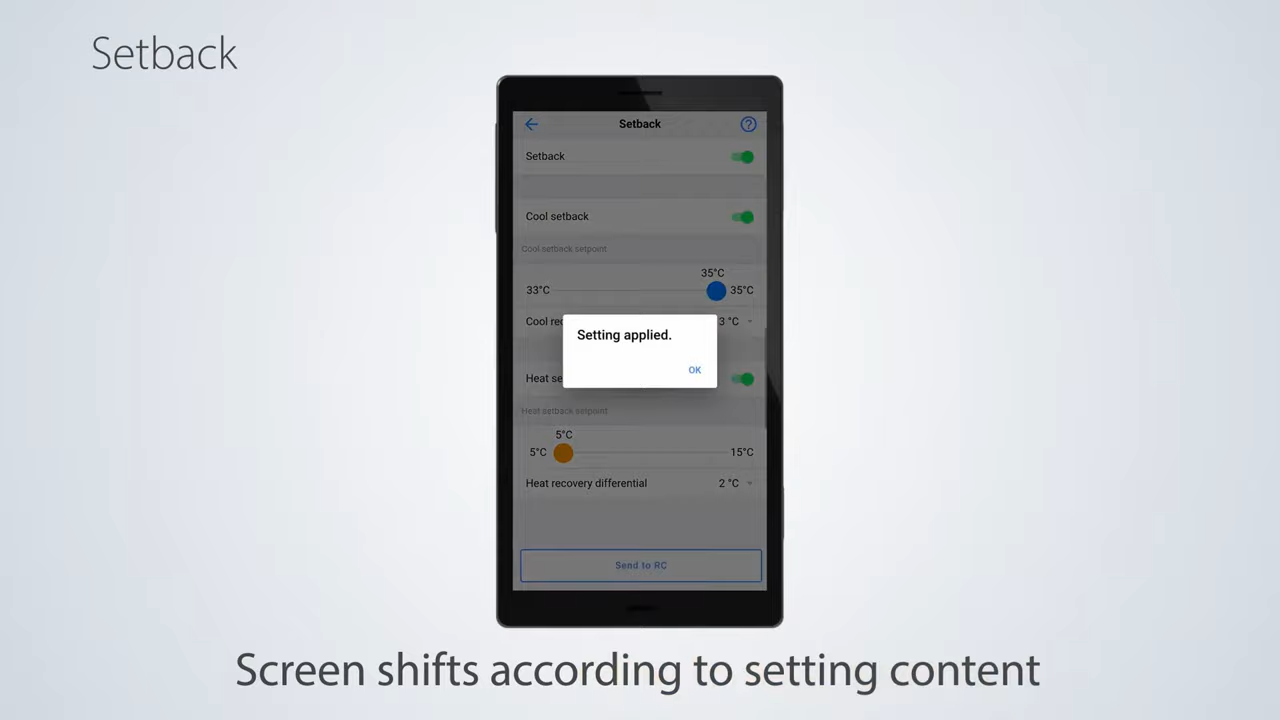 Setback
Setback
Setback
Cool setback
Cool setback setpoint
35°C
33°C 35°C
Cool rec 3 °C
Setting applied.
OK
Heat se
Heat setback setpoint
5°C
5°C 15°C
Heat recovery differential 2 °C
Send to RC
Screen shifts according to setting content